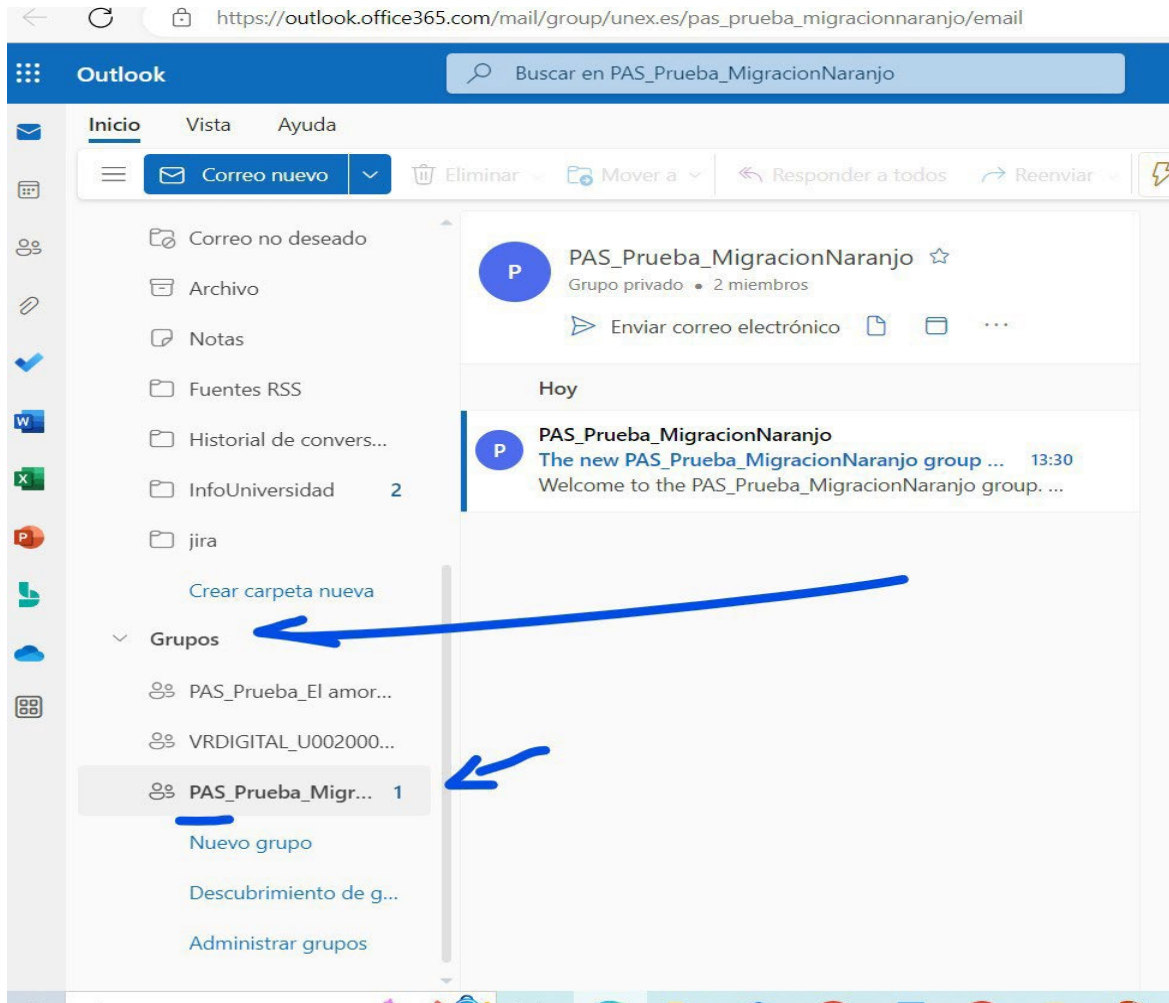 https://outlook.office365.com/mail/group/unex.es/pas_prueba_migracionnaranjo/email
Outlook
Buscar en PAS_Prueba_MigracionNaranjo
Inicio Vista Ayuda
Correo nuevo Eliminar Mover a Responder a todos Reenviar
Correo no deseado
Archivo
Notas
Fuentes RSS
Historial de convers...
InfoUniversidad 2
jira
Crear carpeta nueva
Grupos
PAS_Prueba_El amor...
VRDIGITAL_U002000...
PAS_Prueba_Migr... 1
Nuevo grupo
Descubrimiento de g...
Administrar grupos
P
PAS_Prueba_MigracionNaranjo
Grupo privado • 2 miembros
Enviar correo electrónico ...
Hoy
P
PAS_Prueba_MigracionNaranjo
The new PAS_Prueba_MigracionNaranjo group ... 13:30
Welcome to the PAS_Prueba_MigracionNaranjo group. ...